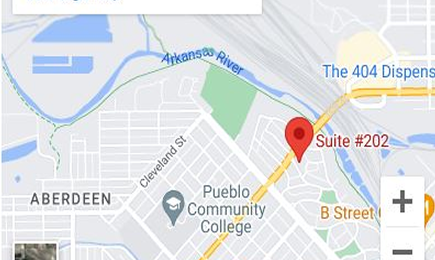 Arkansas River
The 404 Dispens
Suite #202
Cleveland St
ABERDEEN
Pueblo
Community
College
B Street